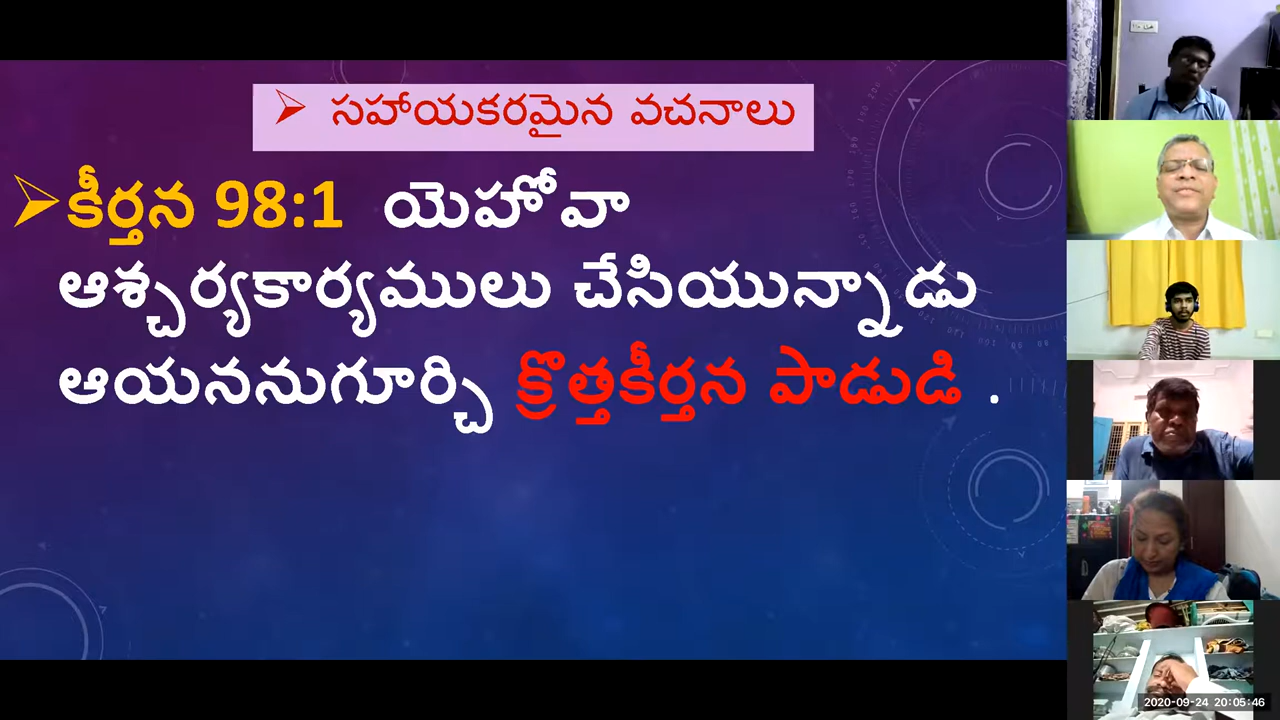 ➢ సహాయకరమైన వచనాలు
➢కీర్తన 98:1 యెహోవా
ఆశ్చర్యకార్యములు చేసియున్నాడు
ఆయననుగూర్చి క్రొత్తకీర్తన పాడుడి .
2020-09-24 20:05:46